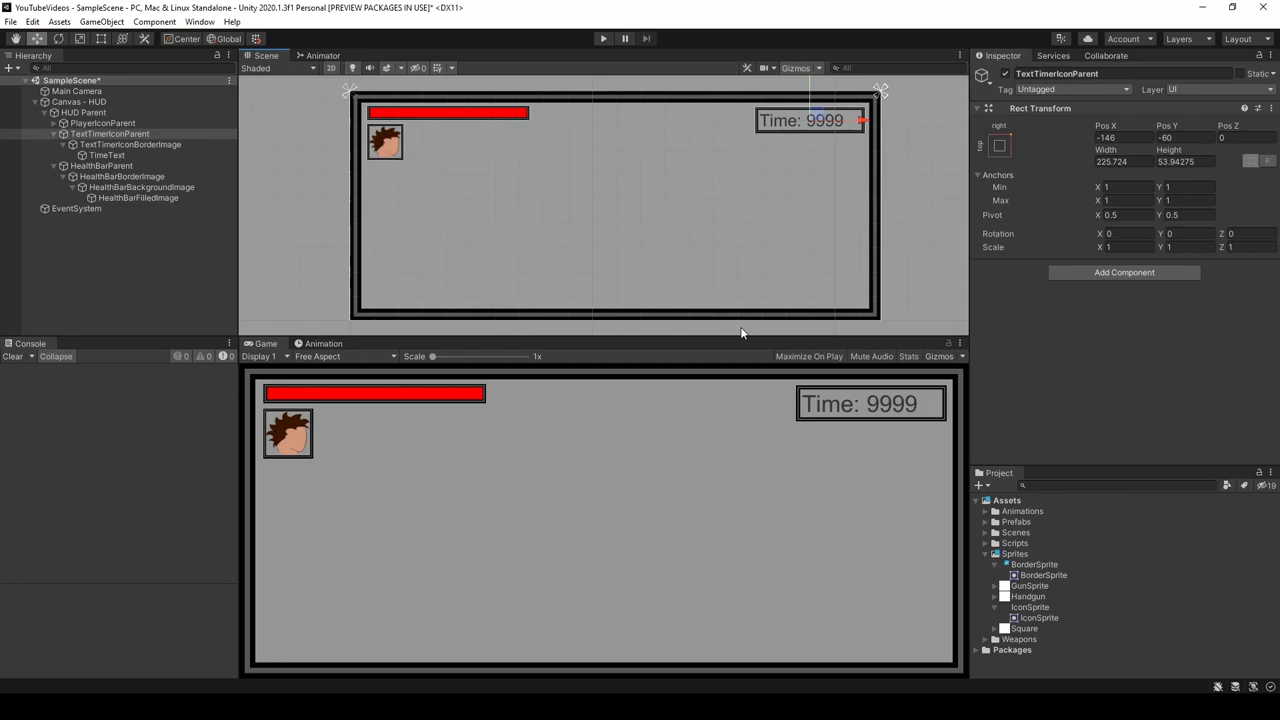 SampleScene - PC, Mac & Linux Standalone - Unity 2020.1.3f1 Personal [PREVIEW PACKAGES IN USE]* <DX11>
File Edit Assets GameObject Component Window Help
Center Global Account Layers Layout
Hierarchy
All
SampleScene*
Main Camera
Canvas - HUD
HUD Parent
PlayerIconParent
TextTimerIconParent
TextTimerIconBorderImage
TimeText
HealthBarParent
HealthBarBorderImage
HealthBarBackgroundImage
HealthBarFilledImage
EventSystem
Scene Animator
Shaded 2D 0 Gizmos All
Time: 9999
Console
Clear Collapse 0 0 0
Game Animation
Display 1 Free Aspect Scale 1x Maximize On Play Mute Audio Stats Gizmos
Time: 9999
Inspector Services Collaborate
TextTimerIconParent Static
Tag Untagged Layer UI
Rect Transform
right Pos X Pos Y Pos Z
top -146 -60 0
Width Height
225.724 53.94275 R
Anchors
Min X 1 Y 1
Max X 1 Y 1
Pivot X 0.5 Y 0.5
Rotation X 0 Y 0 Z 0
Scale X 1 Y 1 Z 1
Add Component
Project
19
Assets
Animations
Prefabs
Scenes
Scripts
Sprites
BorderSprite
BorderSprite
GunSprite
Handgun
IconSprite
IconSprite
Square
Weapons
Packages